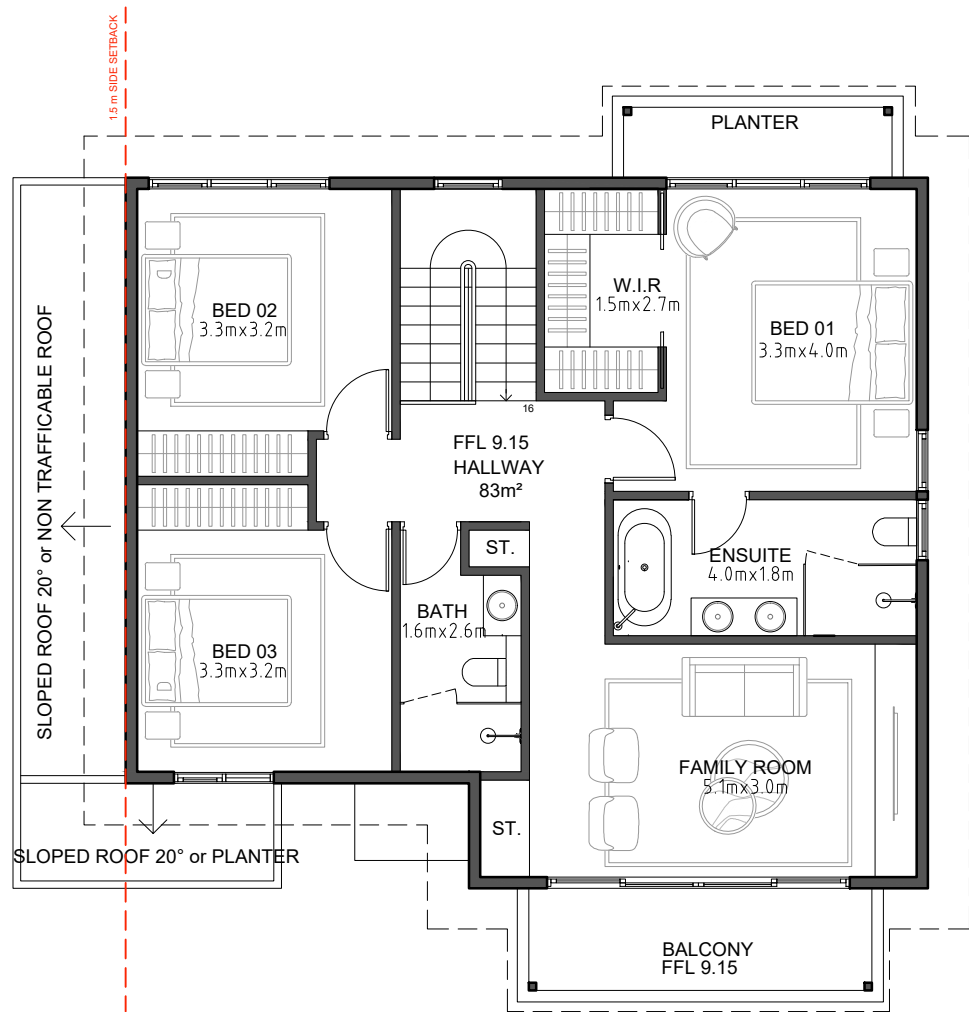 1.5 m SIDE SETBACK
PLANTER
BED 02
3.3mx3.2m
W.I.R
1.5mx2.7m
BED 01
3.3mx4.0m
16
FFL 9.15
HALLWAY
83m²
SLOPED ROOF 20° or NON TRAFFICABLE ROOF
ST.
ENSUITE
4.0mx1.8m
BATH
1.6mx2.6m
BED 03
3.3mx3.2m
FAMILY ROOM
5.1mx3.0m
ST.
SLOPED ROOF 20° or PLANTER
BALCONY
FFL 9.15